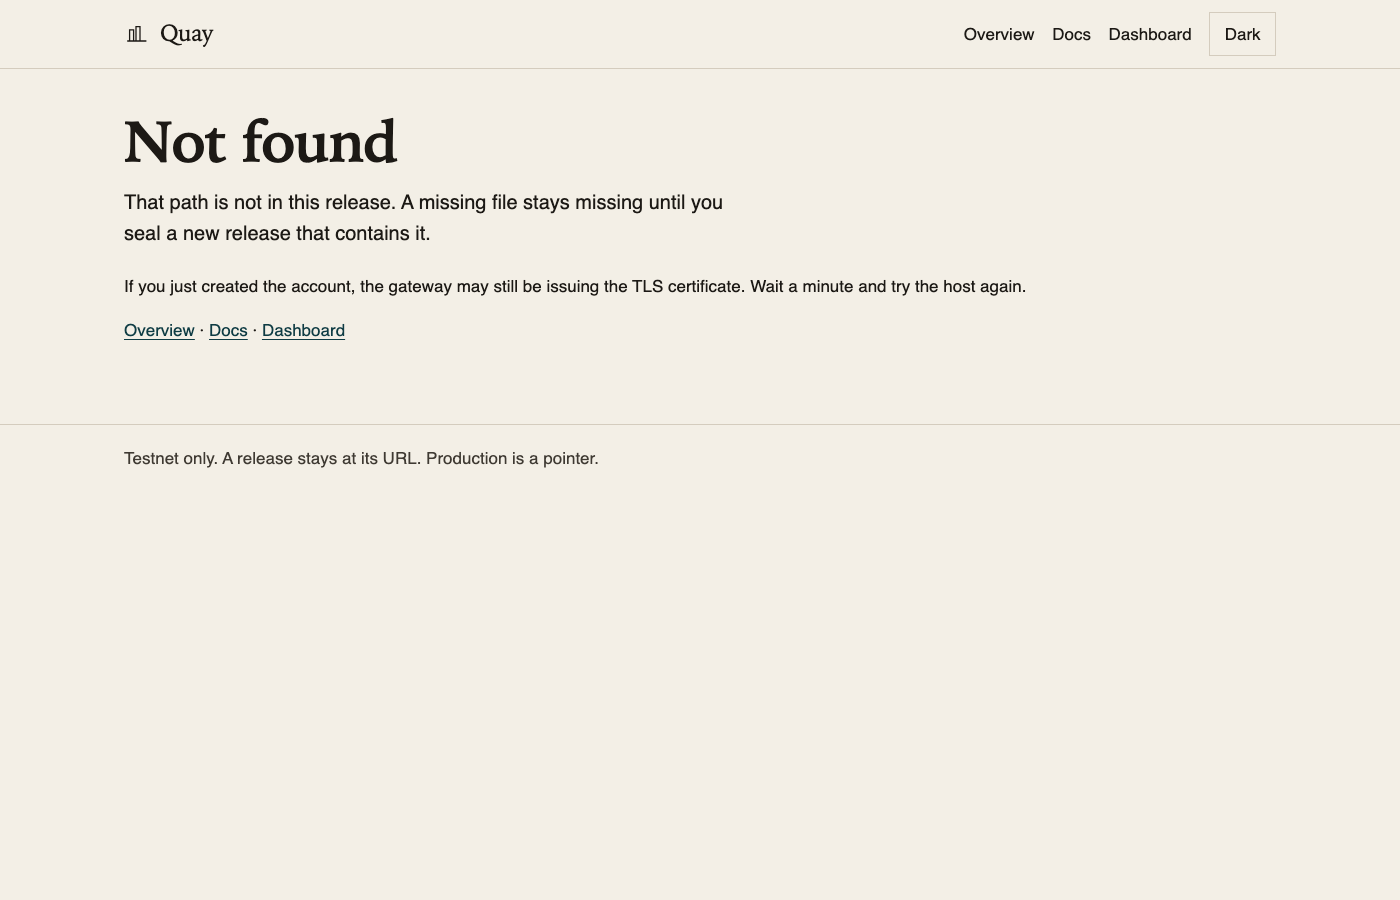 Quay
Overview Docs Dashboard Dark
Not found
That path is not in this release. A missing file stays missing until you
seal a new release that contains it.
If you just created the account, the gateway may still be issuing the TLS certificate. Wait a minute and try the host again.
Overview · Docs · Dashboard
Testnet only. A release stays at its URL. Production is a pointer.